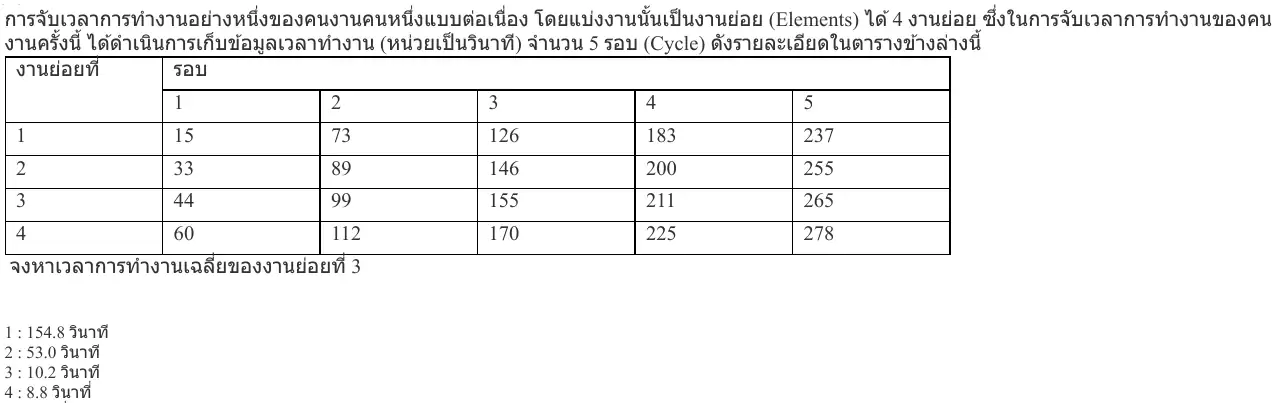 การจับเวลาการทำงานอย่างหนึ่งของคนงานคนหนึ่งแบบต่อเนื่อง โดยแบ่งงานนั้นเป็นงานย่อย (Elements) ได้ 4 งานย่อย ซึ่งในการจับเวลาการทำงานของคน
งานครั้งนี้ ได้ดำเนินการเก็บข้อมูลเวลาทำงาน (หน่วยเป็นวินาที) จำนวน 5 รอบ (Cycle) ดังรายละเอียดในตารางข้างล่างนี้
งานย่อยที่ รอบ
1 2 3 4 5
1 15 73 126 183 237
2 33 89 146 200 255
3 44 99 155 211 265
4 60 112 170 225 278
จงหาเวลาการทำงานเฉลี่ยของงานย่อยที่ 3
1 : 154.8 วินาที
2 : 53.0 วินาที
3 : 10.2 วินาที
4 : 8.8 วินาที่